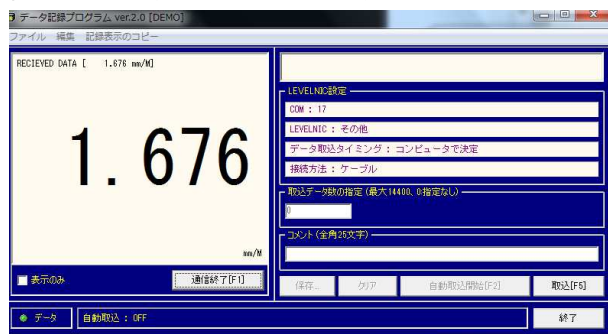 データ記録プログラム ver.2.0 [DEMO]
ファイル 編集 記録表示のコピー
RECIEVED DATA [ 1.676 mm/M]
1.676
mm/M
表示のみ
通信終了[F1]
LEVELNIC設定
COM : 17
LEVELNIC : その他
データ取込タイミング : コンピュータで決定
接続方法 : ケーブル
取込データ数の指定 (最大14400、0指定なし)
0
コメント (全角25文字)
保存...
クリア
自動取込開始[F2]
取込[F5]
データ
自動取込 : OFF
終了